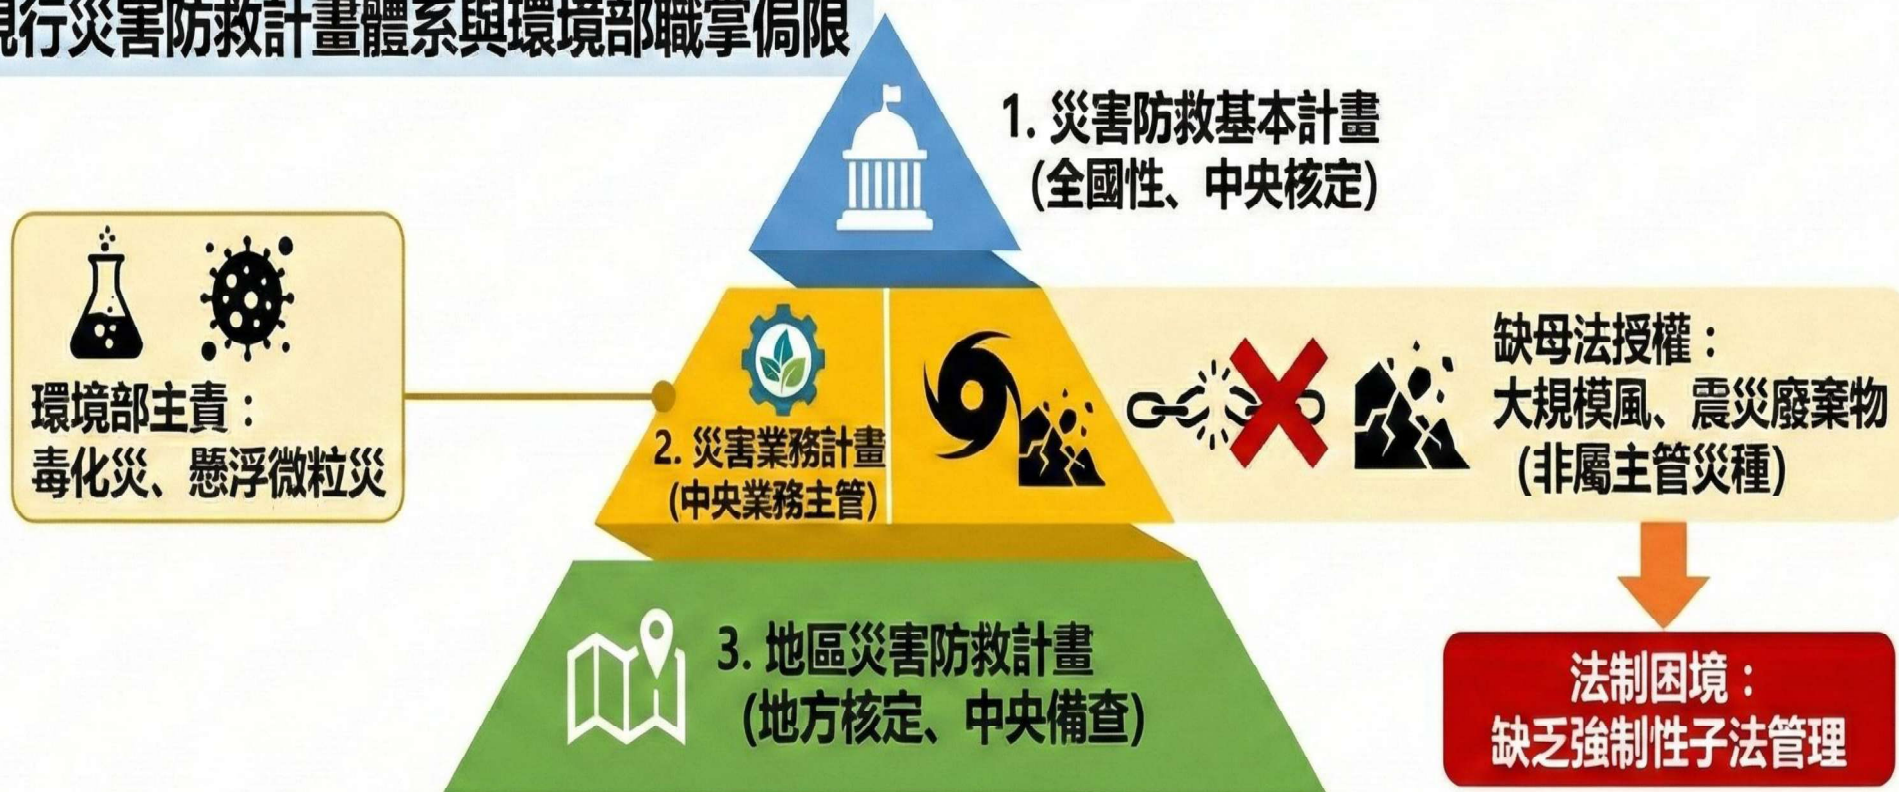 現行災害防救計畫體系與環境部職掌侷限
1. 災害防救基本計畫
(全國性、中央核定)
環境部主責：
毒化災、懸浮微粒災
2. 災害業務計畫
(中央業務主管)
缺母法授權：
大規模風、震災廢棄物
(非屬主管災種)
3. 地區災害防救計畫
(地方核定、中央備查)
法制困境：
缺乏強制性子法管理